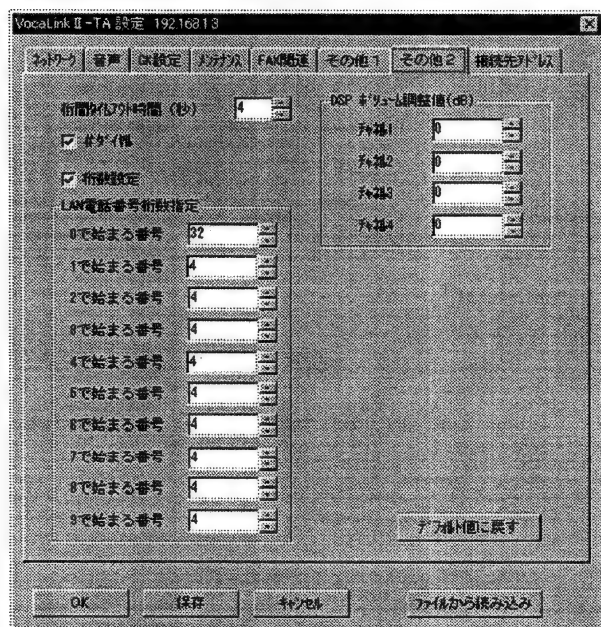 VocaLink Ⅱ-TA 設定 192.168.1.3
ネットワーク 音声 CK設定 メンテナンス FAX関連 その他1 その他2 接続先アドレス
桁間タイムアウト時間 (秒) 4
#ダイヤル
桁数設定
LAN電話番号桁数指定
0で始まる番号 32
1で始まる番号 4
2で始まる番号 4
3で始まる番号 4
4で始まる番号 4
5で始まる番号 4
6で始まる番号 4
7で始まる番号 4
8で始まる番号 4
9で始まる番号 4
DSP ボリューム調整値(dB)
チャネル1 0
チャネル2 0
チャネル3 0
チャネル4 0
デフォルト値に戻す
OK 保存 キャンセル ファイルから読み込み